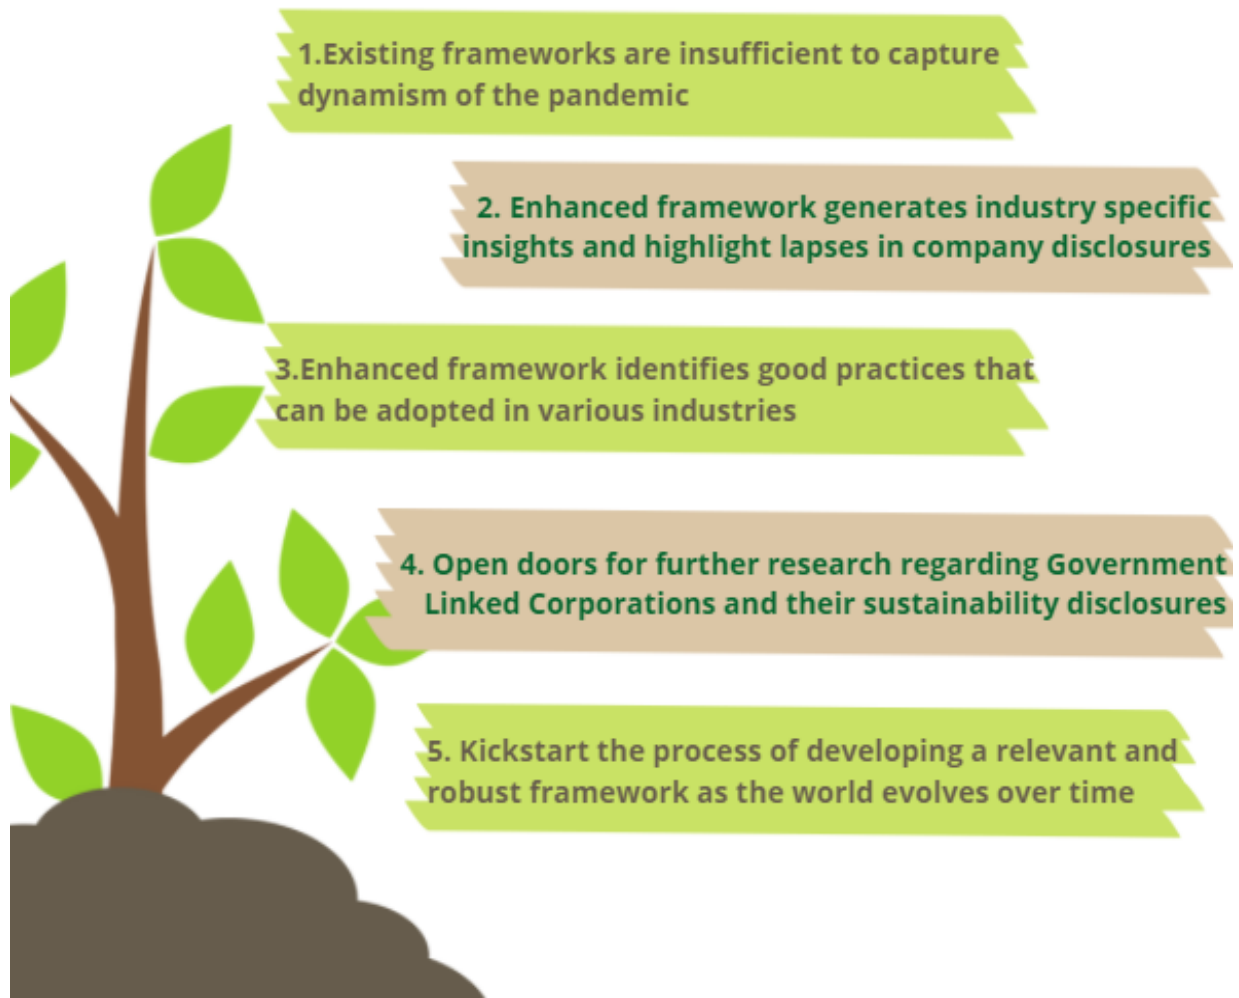 1.Existing frameworks are insufficient to capture
dynamism of the pandemic
2. Enhanced framework generates industry specific
insights and highlight lapses in company disclosures
3.Enhanced framework identifies good practices that
can be adopted in various industries
4. Open doors for further research regarding Government
Linked Corporations and their sustainability disclosures
5. Kickstart the process of developing a relevant and
robust framework as the world evolves over time